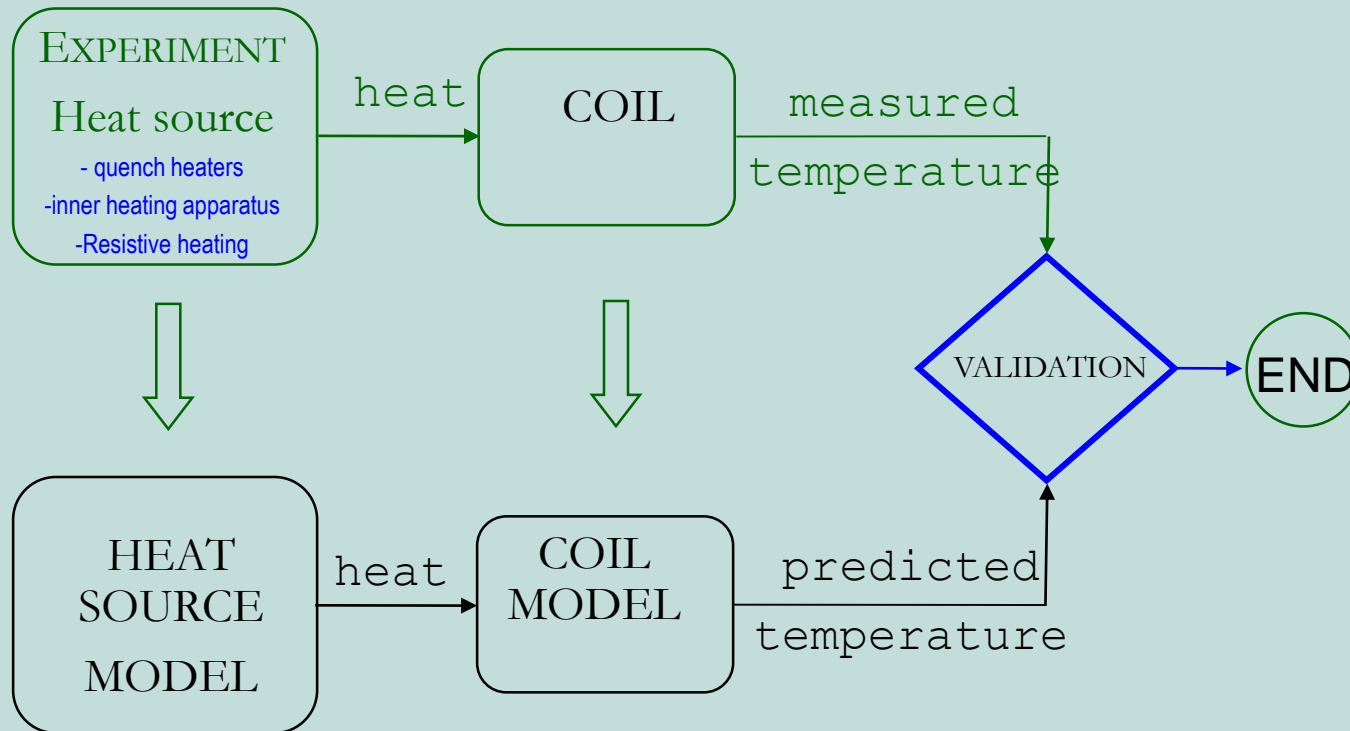 EXPERIMENT
Heat source
- quench heaters
-inner heating apparatus
-Resistive heating
heat
COIL
measured
temperature
VALIDATION
END
HEAT
SOURCE
MODEL
heat
COIL
MODEL
predicted
temperature